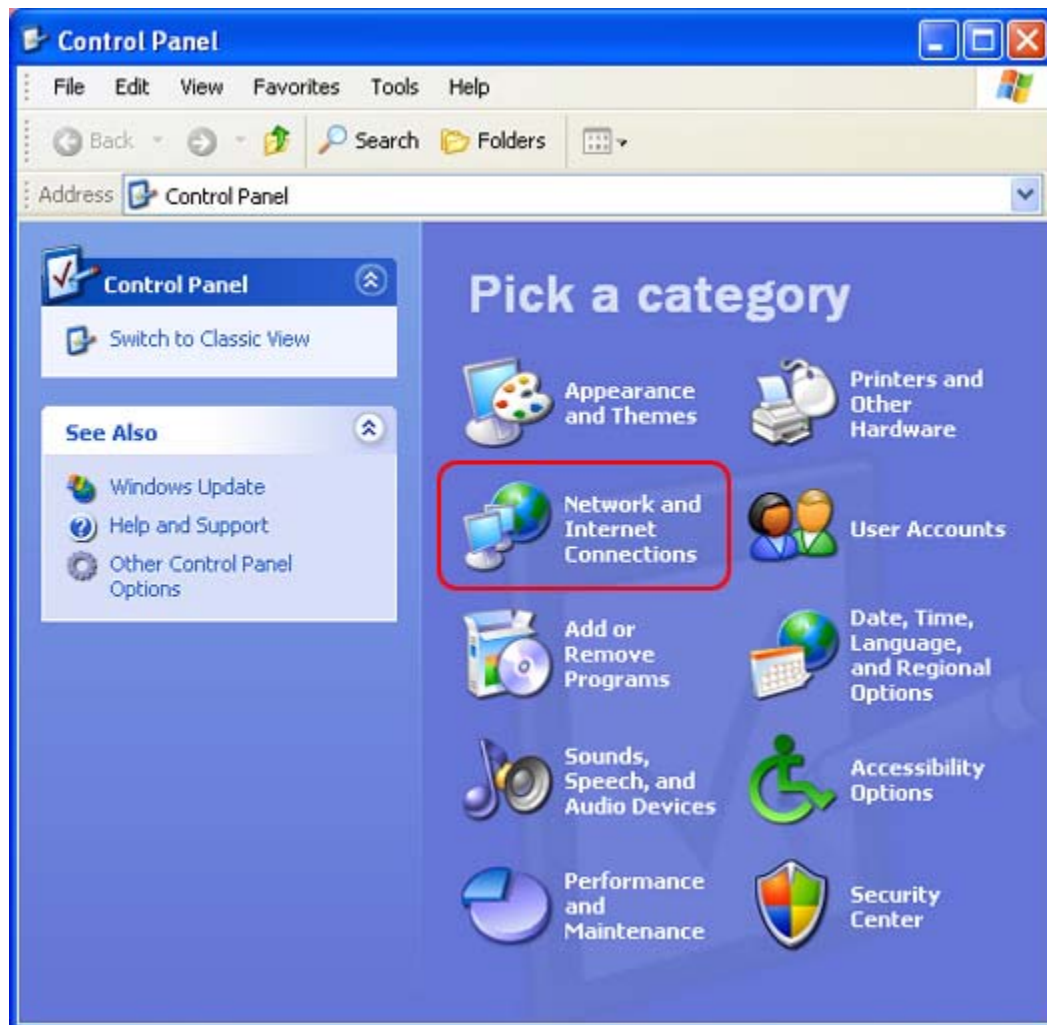 Control Panel
File Edit View Favorites Tools Help
Back Search Folders
Address Control Panel
Control Panel
Switch to Classic View
See Also
Windows Update
Help and Support
Other Control Panel
Options
Pick a category
Appearance
and Themes
Printers and
Other
Hardware
Network and
Internet
Connections
User Accounts
Add or
Remove
Programs
Date, Time,
Language,
and Regional
Options
Sounds,
Speech, and
Audio Devices
Accessibility
Options
Performance
and
Maintenance
Security
Center